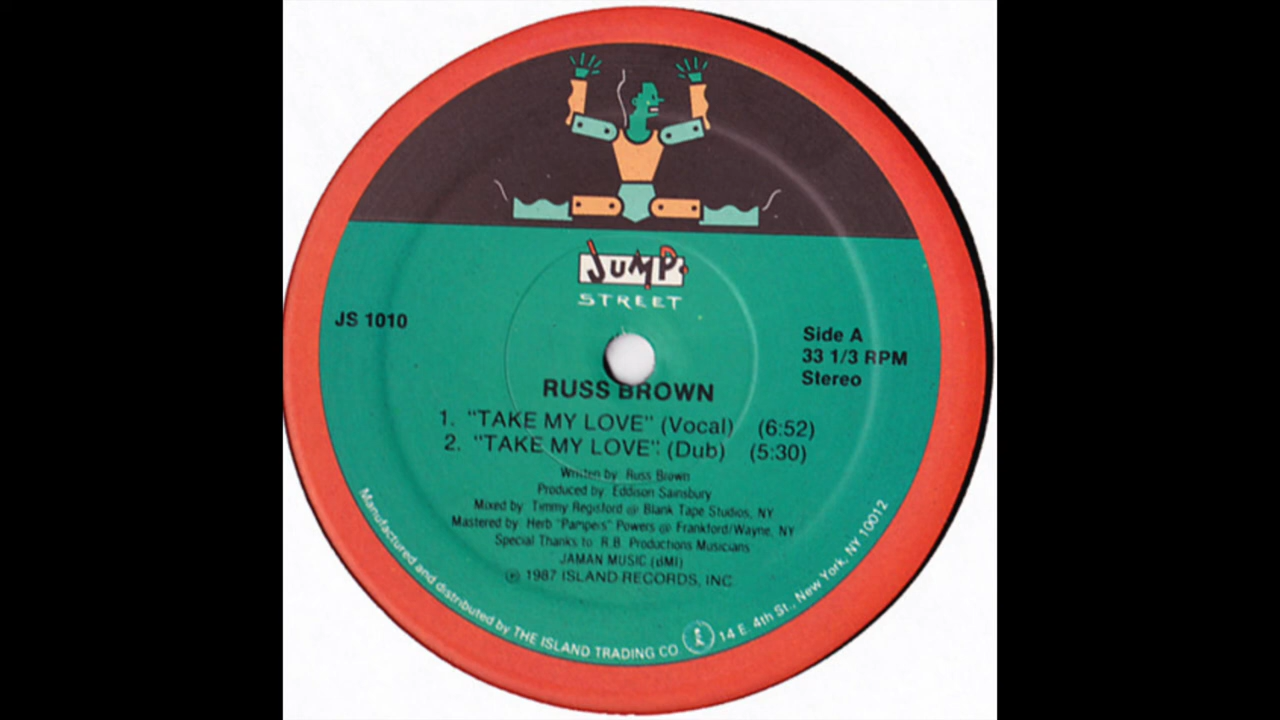 JUMP.
STREET
JS 1010
Side A
33 1/3 RPM
Stereo
RUSS BROWN
1. "TAKE MY LOVE" (Vocal) (6:52)
2. "TAKE MY LOVE": (Dub) (5:30)
Written by: Russ Brown
Produced by: Eddison Sainsbury
Mixed by: Timmy Regisford @ Blank Tape Studios, NY
Mastered by: Herb "Pampers" Powers @ Frankford/Wayne, NY
Special Thanks to: R.B. Productions Musicians
JAMAN MUSIC (BMI)
℗ 1987 ISLAND RECORDS, INC.
Manufactured and distributed by THE ISLAND TRADING CO 14 E. 4th St., New York, NY 10012